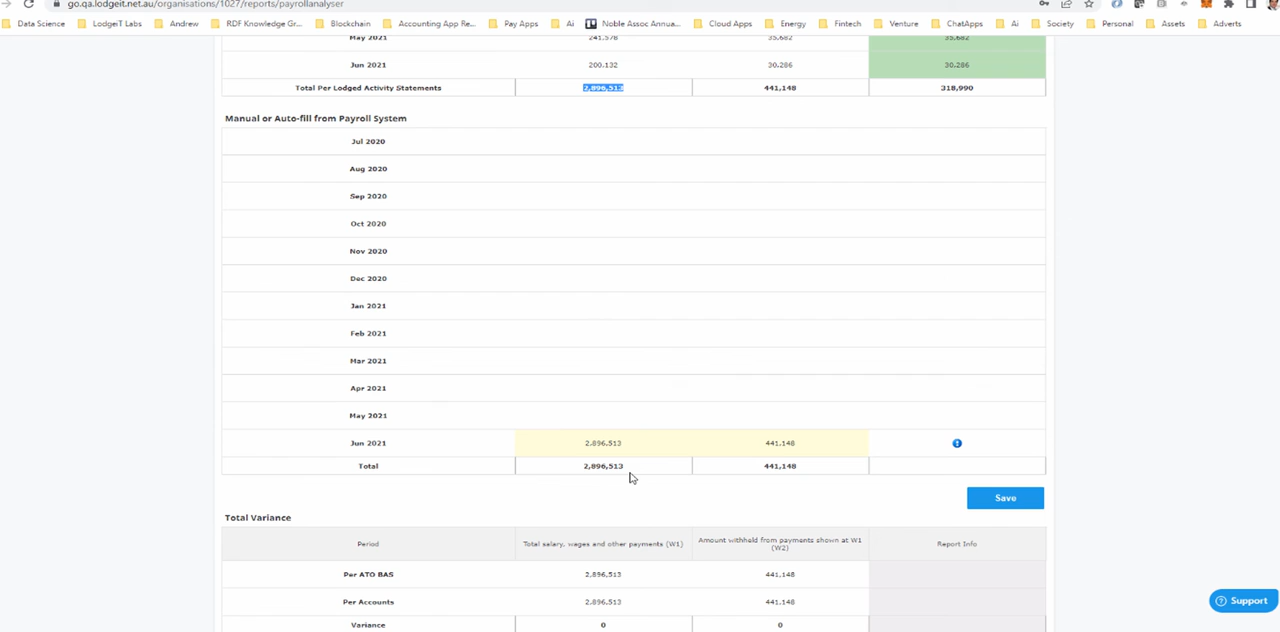 go.qa.lodgeit.net.au/organisations/1027/reports/payrollanalyser
Data Science LodgeiT Labs Andrew RDF Knowledge Gr... Blockchain Accounting App Re... Pay Apps Ai Noble Assoc Annua... Cloud Apps Energy Fintech Venture ChatApps Ai Society Personal Assets Adverts
May 2021 241,578 35,682 35,682
Jun 2021 200,132 30,286 30,286
Total Per Lodged Activity Statements 2,896,513 441,148 318,990
Manual or Auto-fill from Payroll System
Jul 2020
Aug 2020
Sep 2020
Oct 2020
Nov 2020
Dec 2020
Jan 2021
Feb 2021
Mar 2021
Apr 2021
May 2021
Jun 2021 2,896,513 441,148
Total 2,896,513 441,148
Save
Total Variance
Period Total salary, wages and other payments (W1) Amount withheld from payments shown at W1 (W2) Report Info
Per ATO BAS 2,896,513 441,148
Per Accounts 2,896,513 441,148
Variance 0 0
Support